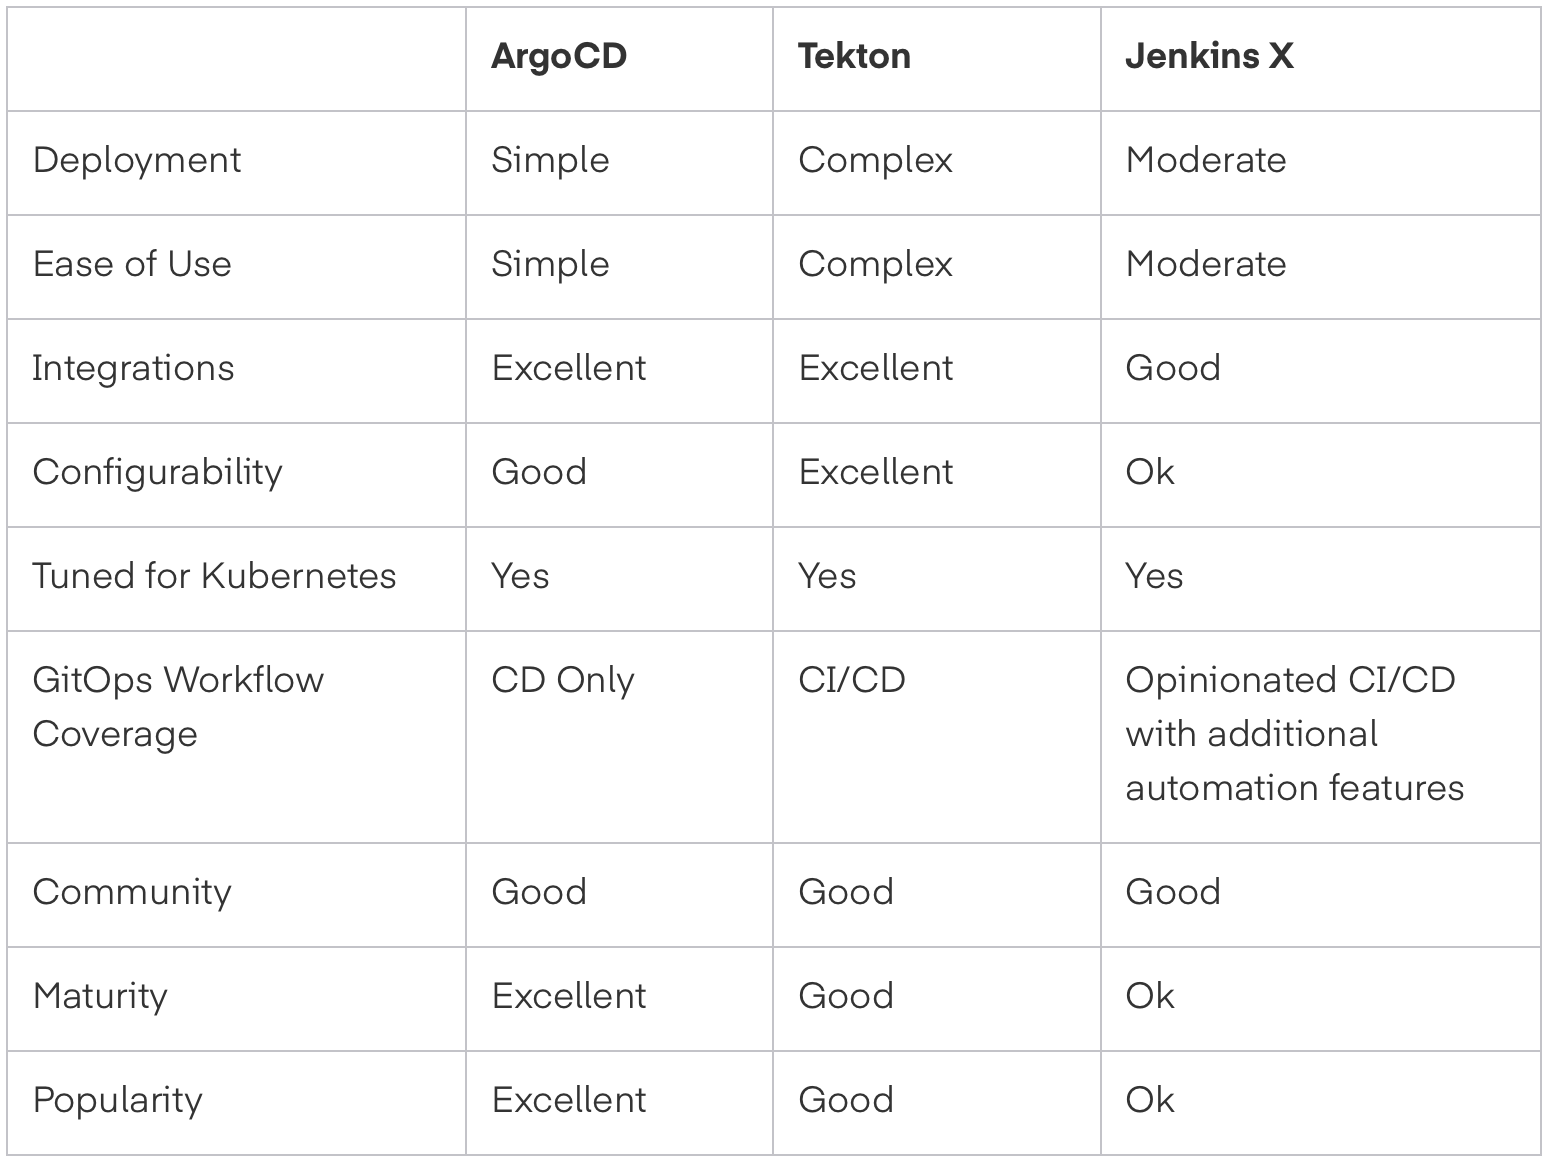 ArgoCD Tekton Jenkins X
Deployment Simple Complex Moderate
Ease of Use Simple Complex Moderate
Integrations Excellent Excellent Good
Configurability Good Excellent Ok
Tuned for Kubernetes Yes Yes Yes
GitOps Workflow CD Only CI/CD Opinionated CI/CD
Coverage with additional
automation features
Community Good Good Good
Maturity Excellent Good Ok
Popularity Excellent Good Ok